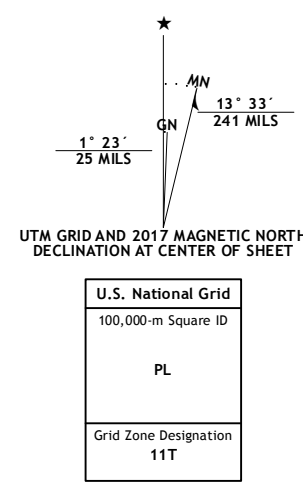 ★
MN
GN
13° 33´
241 MILS
1° 23´
25 MILS
UTM GRID AND 2017 MAGNETIC NORTH
DECLINATION AT CENTER OF SHEET
U.S. National Grid
100,000-m Square ID
PL
Grid Zone Designation
11T